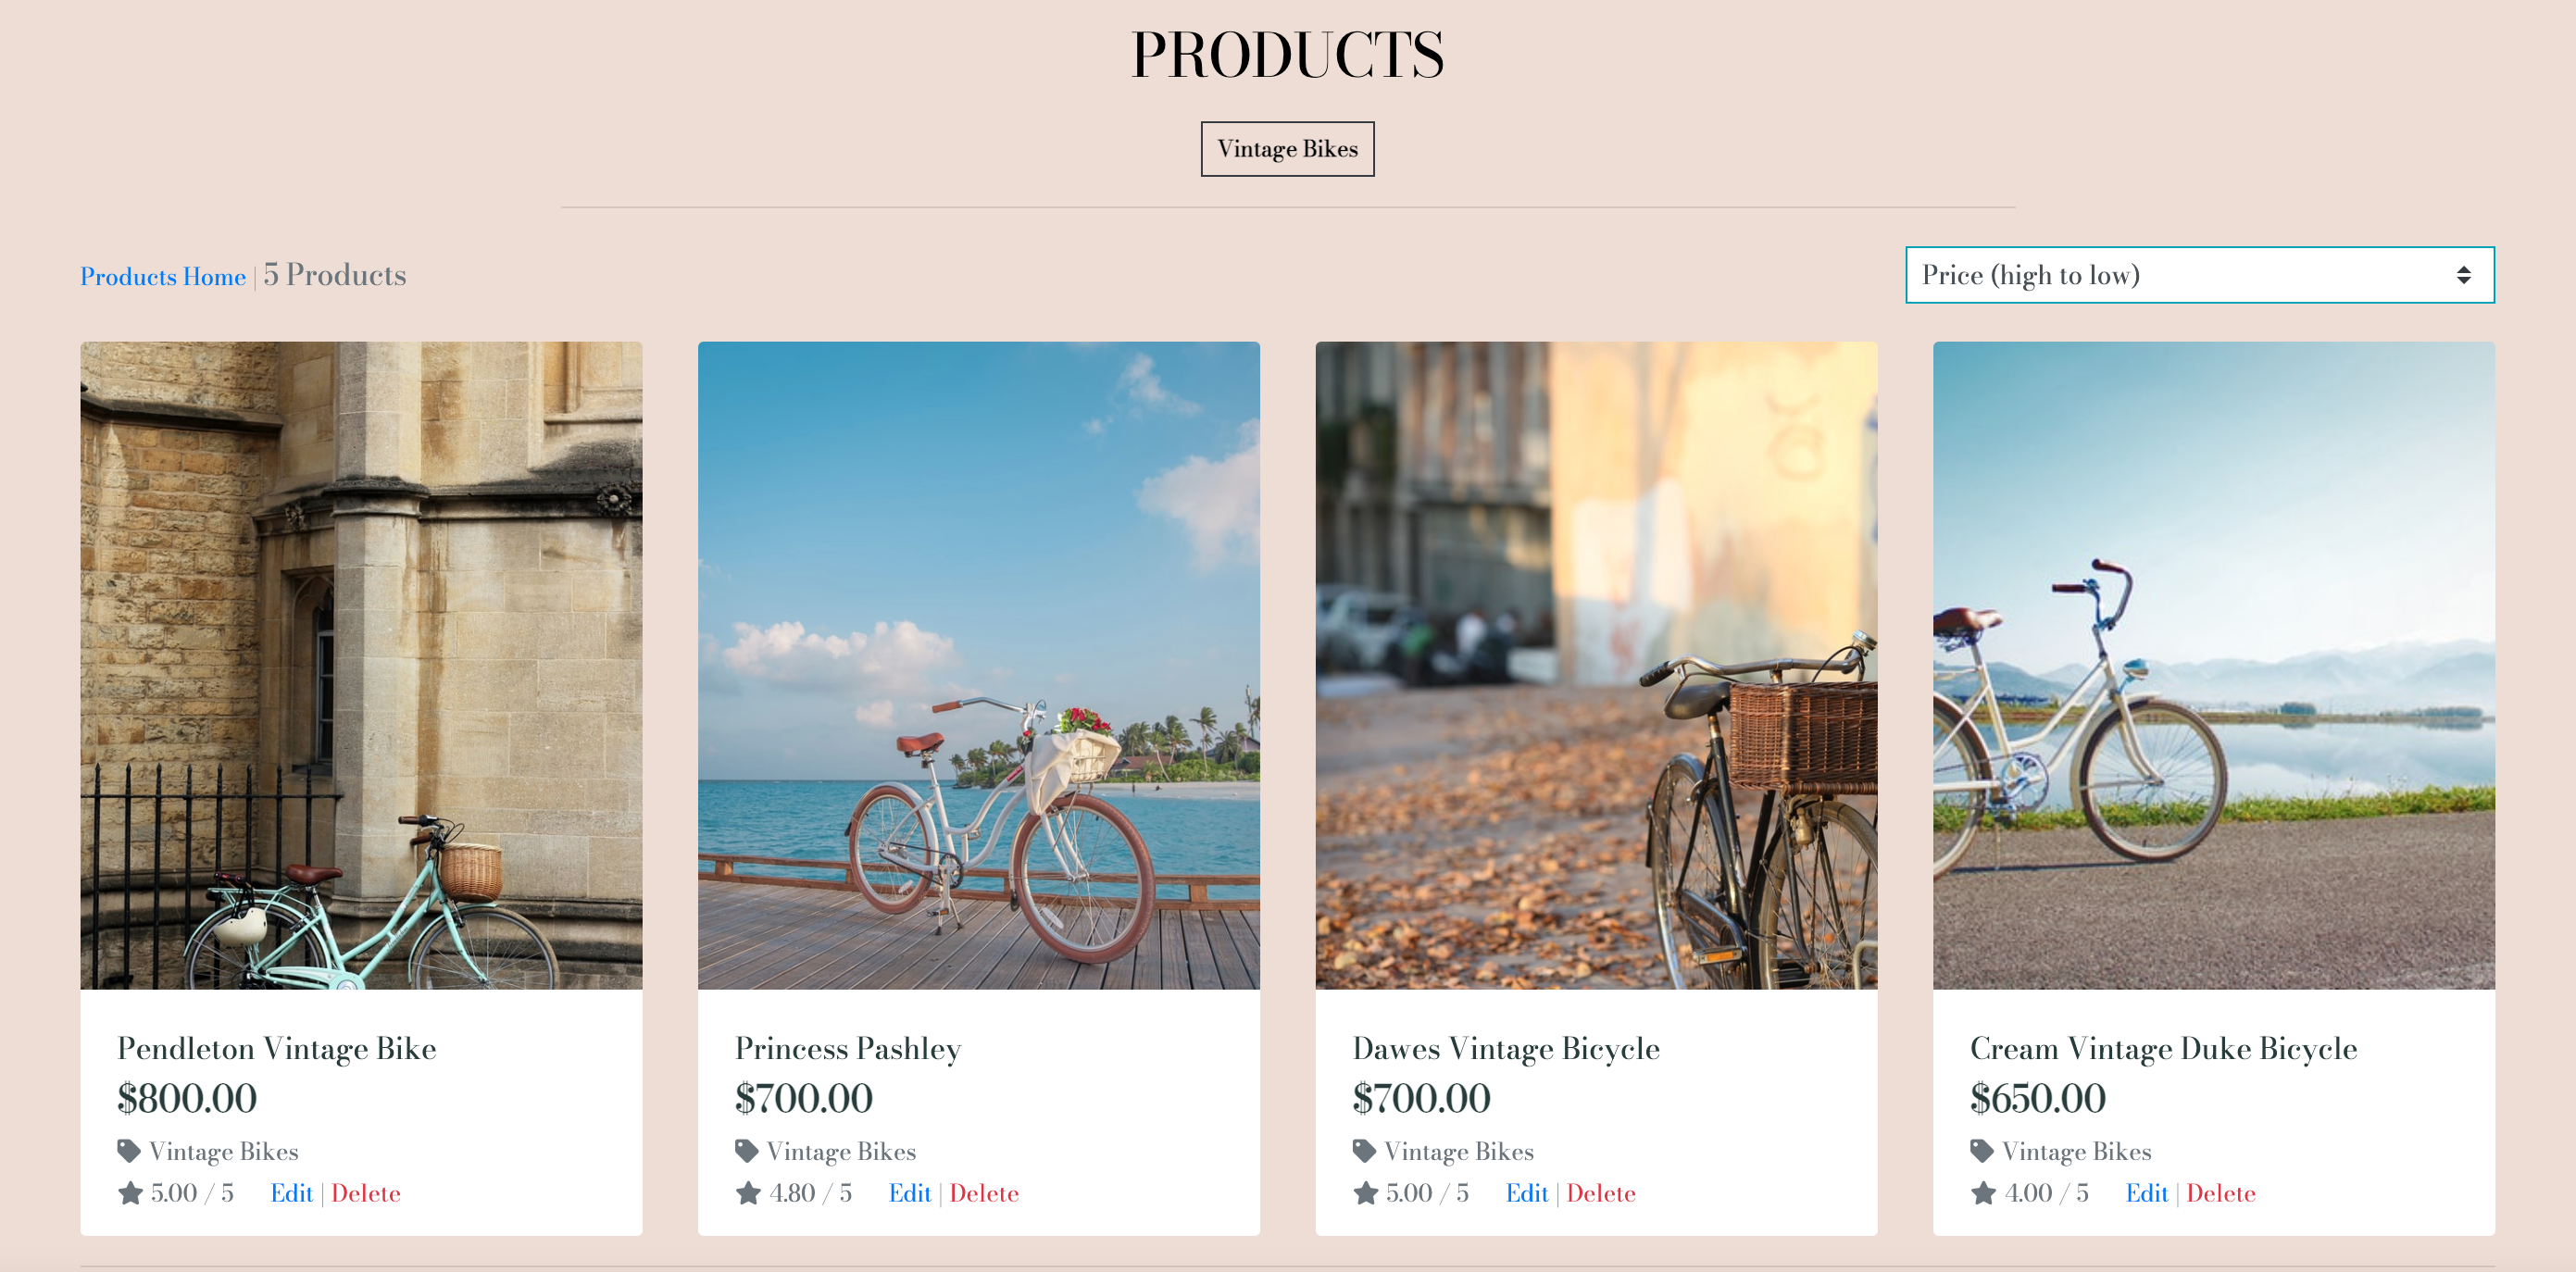 PRODUCTS
Vintage Bikes
Products Home | 5 Products
Price (high to low)
Pendleton Vintage Bike
$800.00
Vintage Bikes
5.00 / 5 Edit | Delete
Princess Pashley
$700.00
Vintage Bikes
4.80 / 5 Edit | Delete
Dawes Vintage Bicycle
$700.00
Vintage Bikes
5.00 / 5 Edit | Delete
Cream Vintage Duke Bicycle
$650.00
Vintage Bikes
4.00 / 5 Edit | Delete